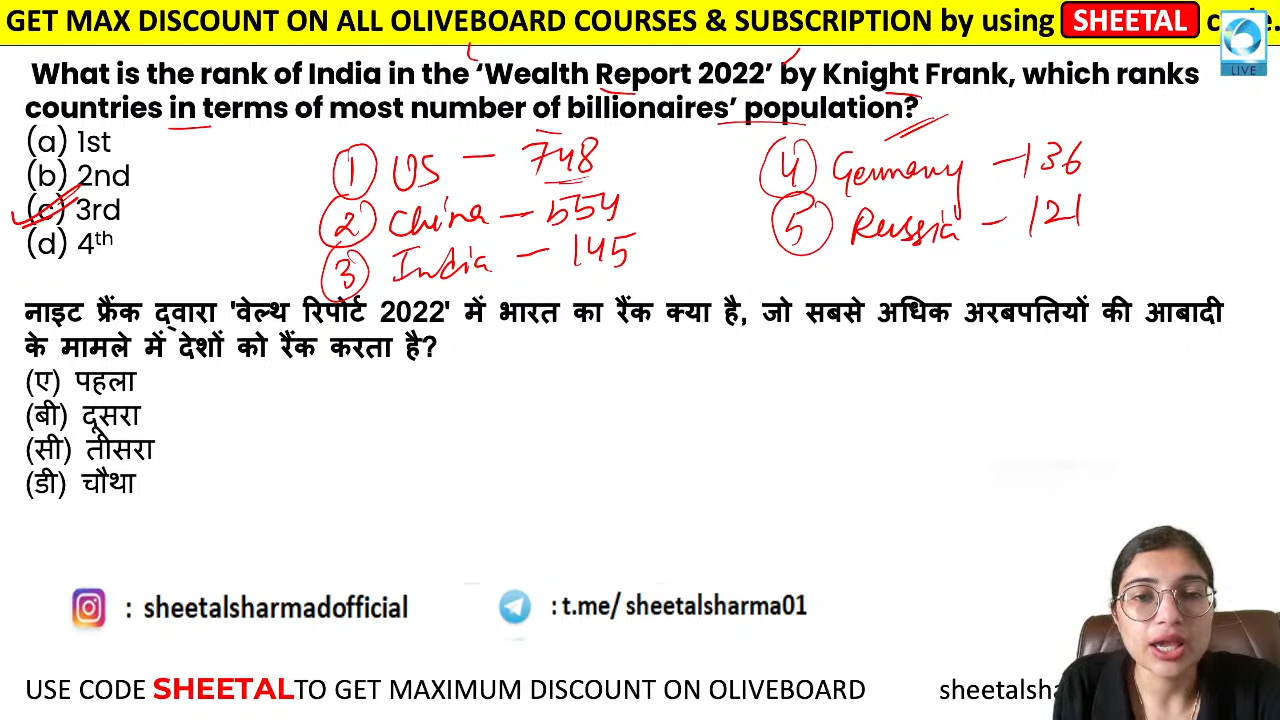 GET MAX DISCOUNT ON ALL OLIVEBOARD COURSES & SUBSCRIPTION by using SHEETAL code.
LIVE
What is the rank of India in the ‘Wealth Report 2022’ by Knight Frank, which ranks
countries in terms of most number of billionaires’ population?
(a) 1st
(b) 2nd
(c) 3rd
(d) 4th
1 US - 748
2 China - 554
3 India - 145
4 Germany - 136
5 Russia - 121
नाइट फ्रैंक द्वारा 'वेल्थ रिपोर्ट 2022' में भारत का रैंक क्या है, जो सबसे अधिक अरबपतियों की आबादी
के मामले में देशों को रैंक करता है?
(ए) पहला
(बी) दूसरा
(सी) तीसरा
(डी) चौथा
: sheetalsharmadofficial
: t.me/ sheetalsharma01
USE CODE SHEETAL TO GET MAXIMUM DISCOUNT ON OLIVEBOARD